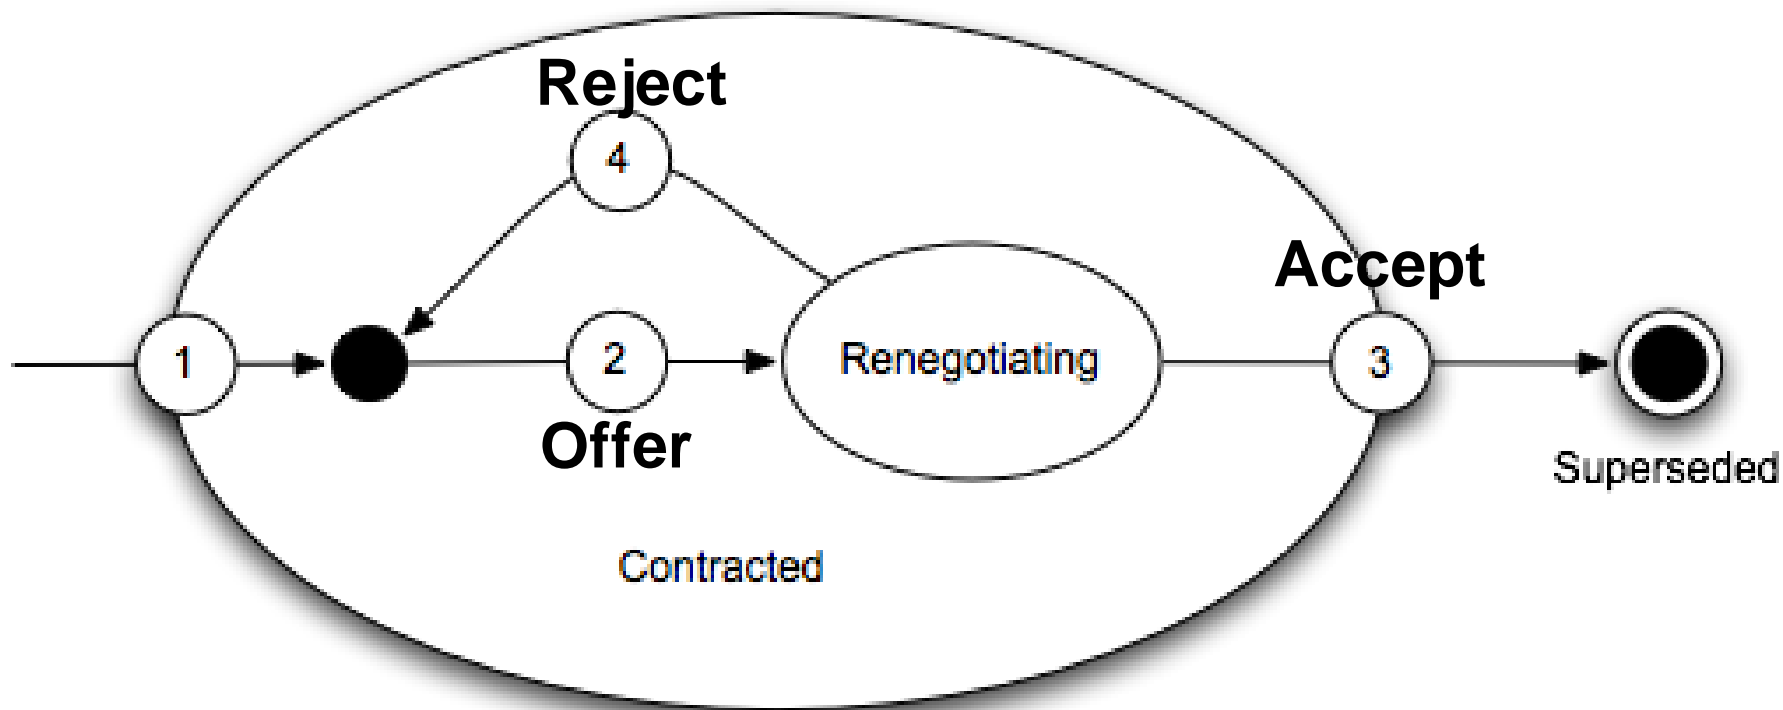 Reject
4
Accept
1
2
Renegotiating
3
Offer
Superseded
Contracted